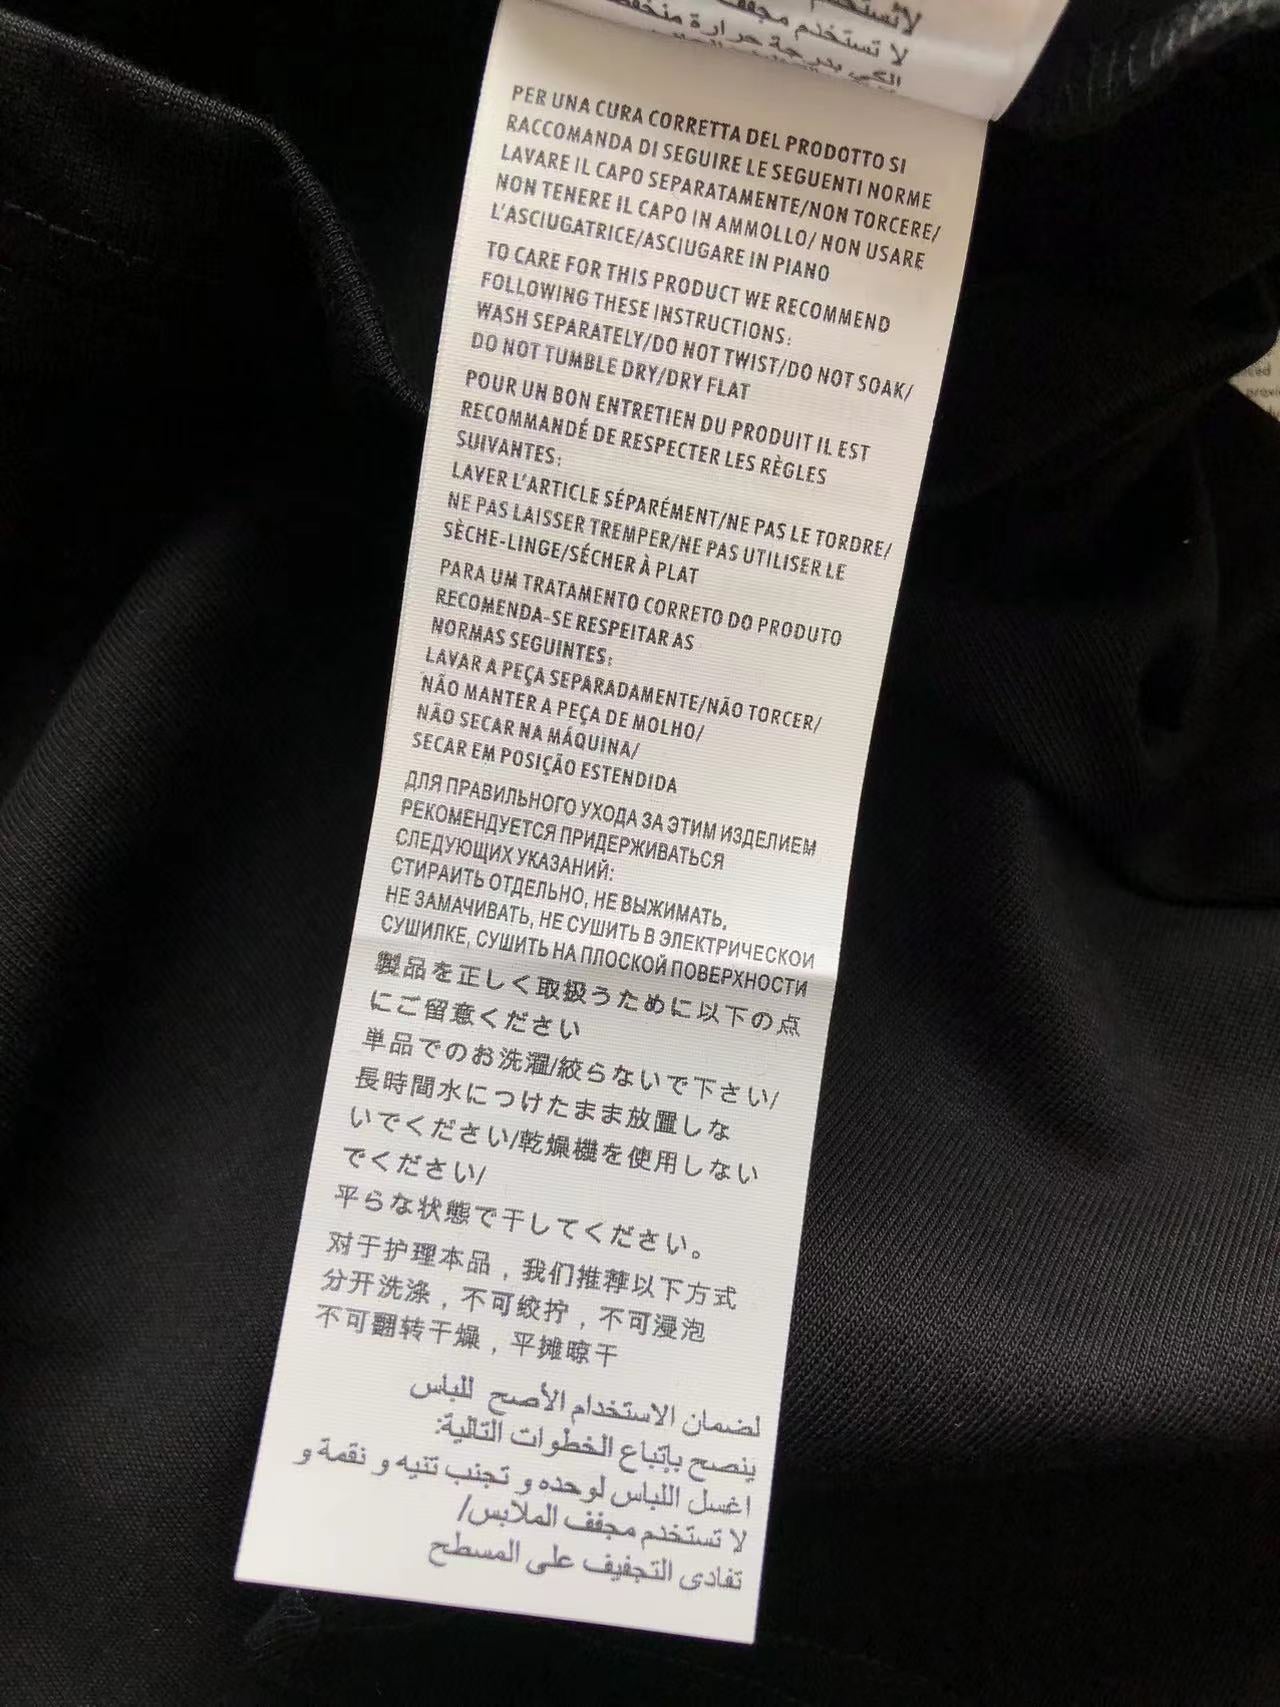 لا تستخدم مجفف
الكي بدرجة حرارة منخفضة
PER UNA CURA CORRETTA DEL PRODOTTO SI
RACCOMANDA DI SEGUIRE LE SEGUENTI NORME
LAVARE IL CAPO SEPARATAMENTE/NON TORCERE/
NON TENERE IL CAPO IN AMMOLLO/ NON USARE
L'ASCIUGATRICE/ASCIUGARE IN PIANO
TO CARE FOR THIS PRODUCT WE RECOMMEND
FOLLOWING THESE INSTRUCTIONS:
WASH SEPARATELY/DO NOT TWIST/DO NOT SOAK/
DO NOT TUMBLE DRY/DRY FLAT
POUR UN BON ENTRETIEN DU PRODUIT IL EST
RECOMMANDÉ DE RESPECTER LES RÈGLES
SUIVANTES:
LAVER L'ARTICLE SÉPARÉMENT/NE PAS LE TORDRE/
NE PAS LAISSER TREMPER/NE PAS UTILISER LE
SÈCHE-LINGE/SÉCHER À PLAT
PARA UM TRATAMENTO CORRETO DO PRODUTO
RECOMENDA-SE RESPEITAR AS
NORMAS SEGUINTES:
LAVAR A PEÇA SEPARADAMENTE/NÃO TORCER/
NÃO MANTER A PEÇA DE MOLHO/
NÃO SECAR NA MÁQUINA/
SECAR EM POSIÇÃO ESTENDIDA
ДЛЯ ПРАВИЛЬНОГО УХОДА ЗА ЭТИМ ИЗДЕЛИЕМ
РЕКОМЕНДУЕТСЯ ПРИДЕРЖИВАТЬСЯ
СЛЕДУЮЩИХ УКАЗАНИЙ:
СТИРАИТЬ ОТДЕЛЬНО, НЕ ВЫЖИМАТЬ,
НЕ ЗАМАЧИВАТЬ, НЕ СУШИТЬ В ЭЛЕКТРИЧЕСКОИ
СУШИЛКЕ, СУШИТЬ НА ПЛОСКОЙ ПОВЕРХНОСТИ
製品を正しく取扱うために以下の点
にご留意ください
単品でのお洗濯/絞らないで下さい/
長時間水につけたまま放置しな
いでください/乾燥機を使用しない
でください/
平らな状態で干してください。
对于护理本品，我们推荐以下方式
分开洗涤，不可绞拧，不可浸泡
不可翻转干燥，平摊晾干
لضمان الاستخدام الأصح للباس
ينصح بإتباع الخطوات التالية:
اغسل اللباس لوحده و تجنب تنيه و نقمة و
لا تستخدم مجفف الملابس/
تفادى التجفيف على المسطح